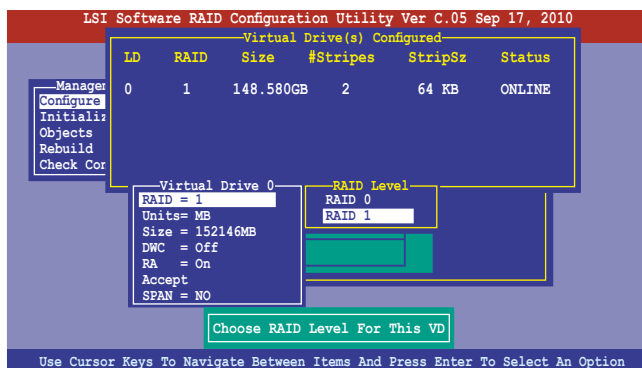 LSI Software RAID Configuration Utility Ver C.05 Sep 17, 2010
Virtual Drive(s) Configured
LD RAID Size #Stripes StripSz Status
0 1 148.580GB 2 64 KB ONLINE
Manager
Configure
Initializ
Objects
Rebuild
Check Con
Virtual Drive 0
RAID = 1
Units= MB
Size = 152146MB
DWC = Off
RA = On
Accept
SPAN = NO
RAID Level
RAID 0
RAID 1
Choose RAID Level For This VD
Use Cursor Keys To Navigate Between Items And Press Enter To Select An Option